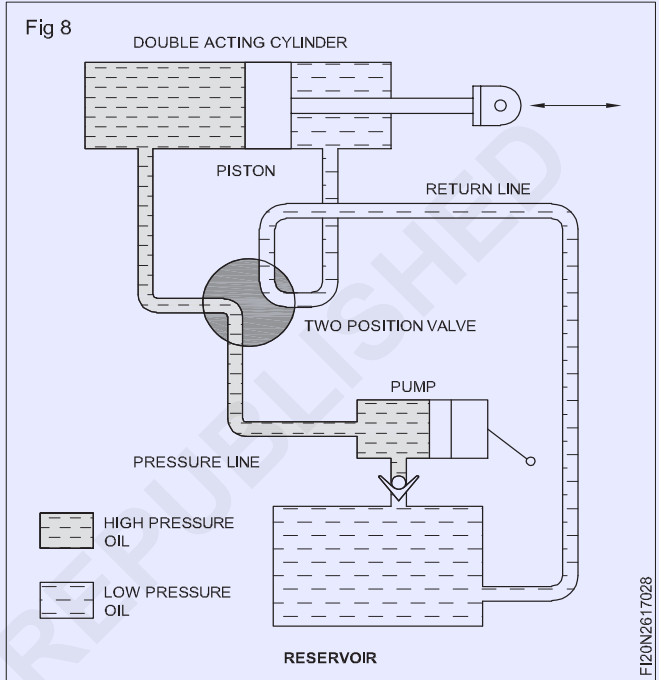 Fig 8
DOUBLE ACTING CYLINDER
PISTON
RETURN LINE
TWO POSITION VALVE
PUMP
PRESSURE LINE
HIGH PRESSURE
OIL
LOW PRESSURE
OIL
RESERVOIR
FI20N2617028
REPUBLISHED